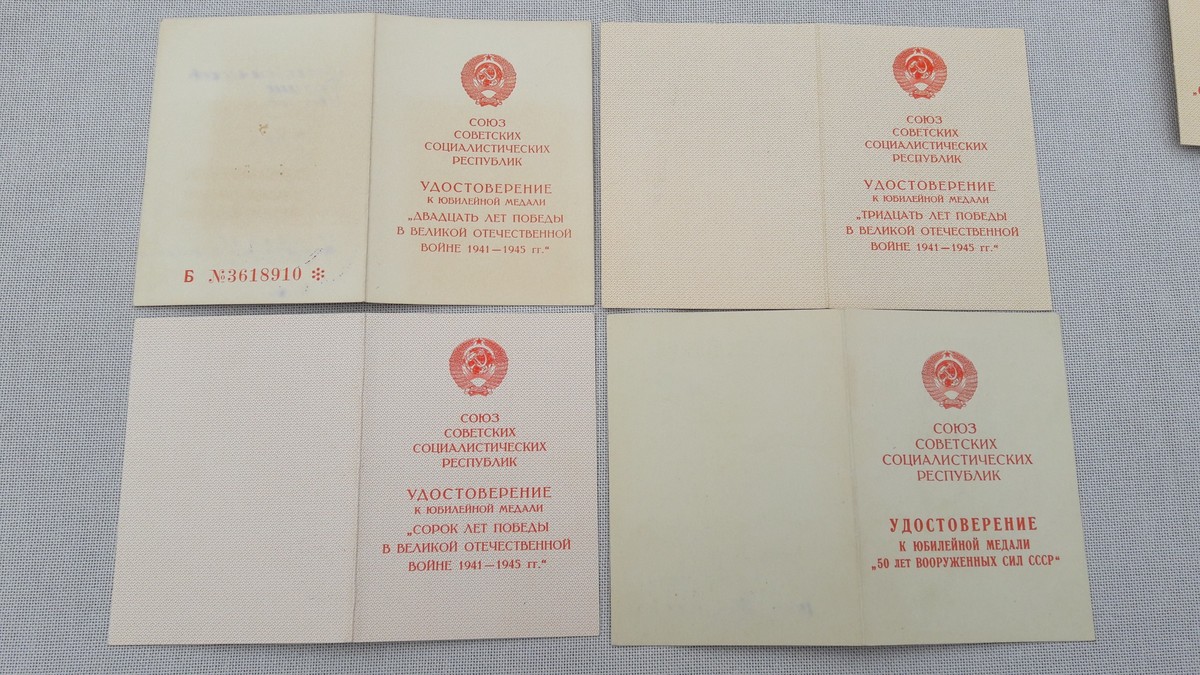 СОЮЗ
СОВЕТСКИХ
СОЦИАЛИСТИЧЕСКИХ
РЕСПУБЛИК
УДОСТОВЕРЕНИЕ
К ЮБИЛЕЙНОЙ МЕДАЛИ
„ДВАДЦАТЬ ЛЕТ ПОБЕДЫ
В ВЕЛИКОЙ ОТЕЧЕСТВЕННОЙ
ВОЙНЕ 1941—1945 гг.“
Б №3618910
СОЮЗ
СОВЕТСКИХ
СОЦИАЛИСТИЧЕСКИХ
РЕСПУБЛИК
УДОСТОВЕРЕНИЕ
К ЮБИЛЕЙНОЙ МЕДАЛИ
„ТРИДЦАТЬ ЛЕТ ПОБЕДЫ
В ВЕЛИКОЙ ОТЕЧЕСТВЕННОЙ
ВОЙНЕ 1941—1945 гг.“
СОЮЗ
СОВЕТСКИХ
СОЦИАЛИСТИЧЕСКИХ
РЕСПУБЛИК
УДОСТОВЕРЕНИЕ
К ЮБИЛЕЙНОЙ МЕДАЛИ
„СОРОК ЛЕТ ПОБЕДЫ
В ВЕЛИКОЙ ОТЕЧЕСТВЕННОЙ
ВОЙНЕ 1941—1945 гг.“
СОЮЗ
СОВЕТСКИХ
СОЦИАЛИСТИЧЕСКИХ
РЕСПУБЛИК
УДОСТОВЕРЕНИЕ
К ЮБИЛЕЙНОЙ МЕДАЛИ
„50 ЛЕТ ВООРУЖЕННЫХ СИЛ СССР“